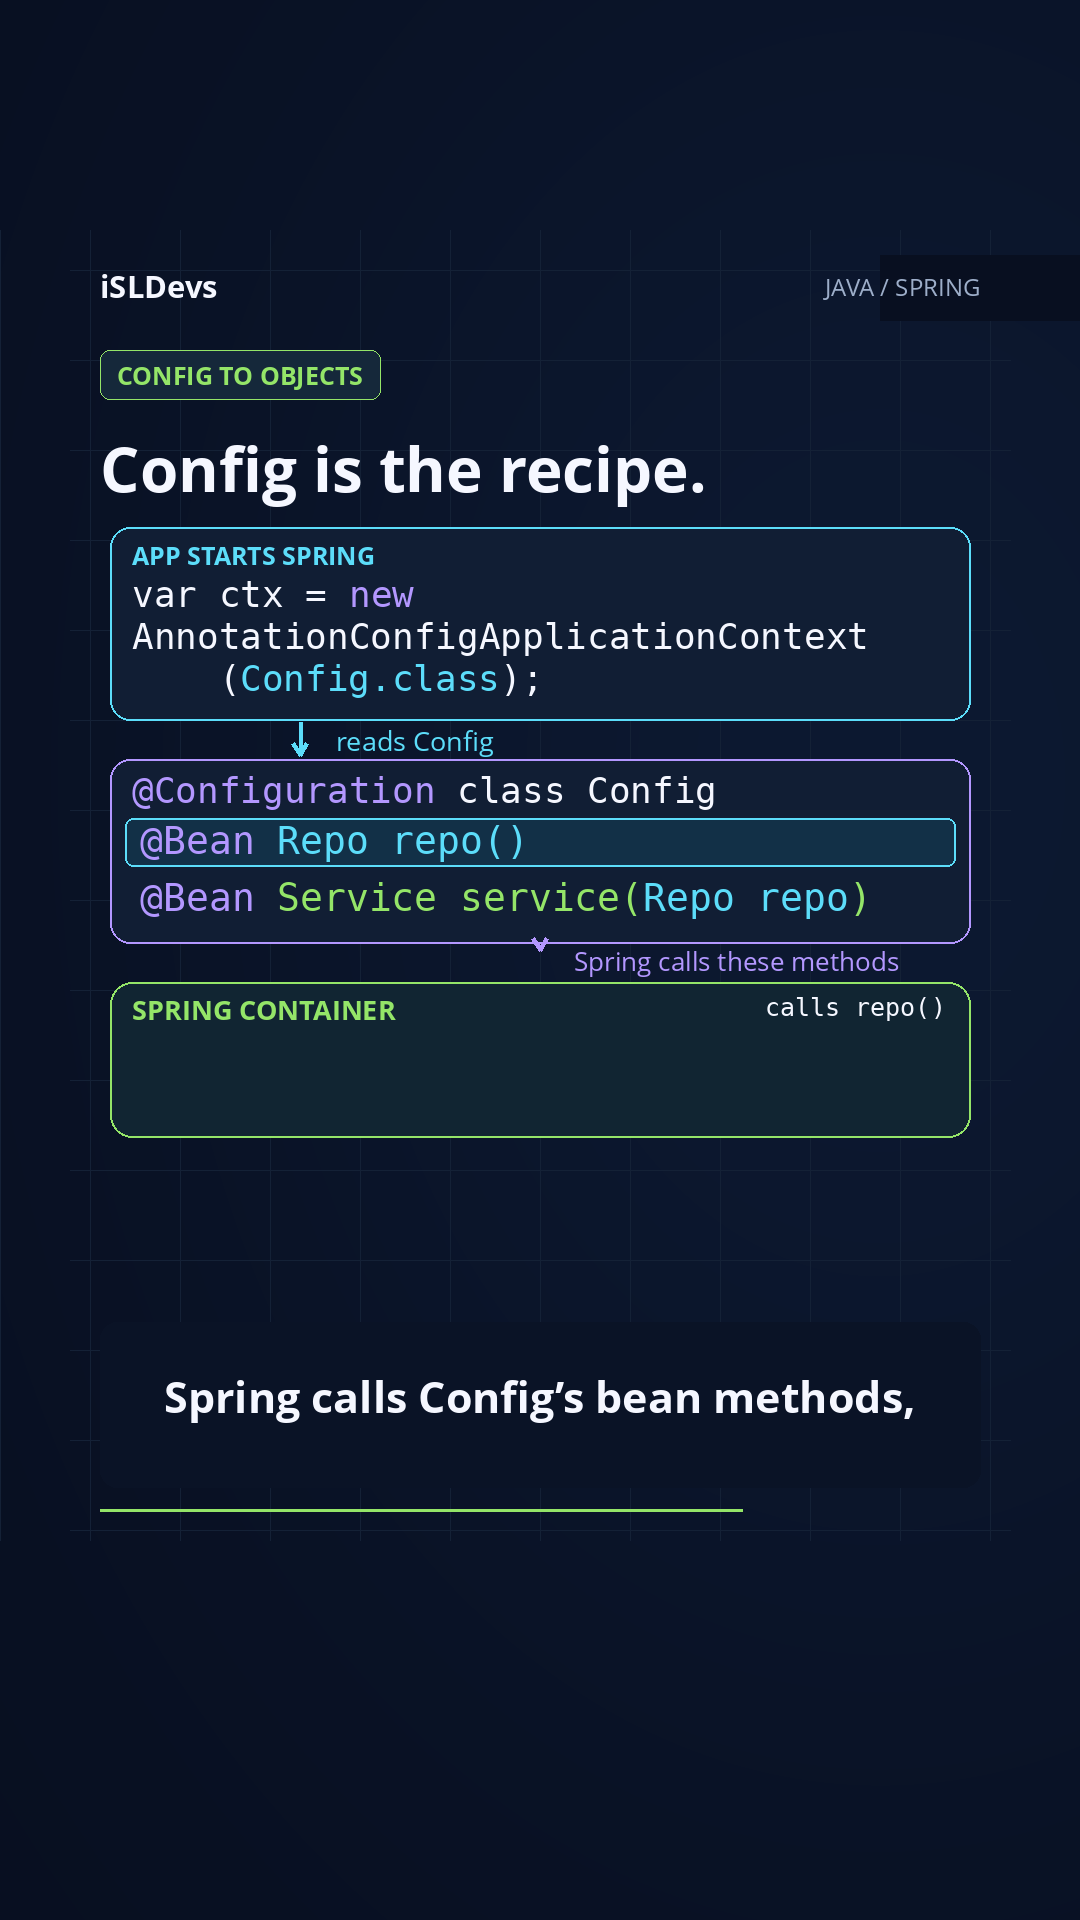 iSLDevs
JAVA / SPRING
CONFIG TO OBJECTS
Config is the recipe.
APP STARTS SPRING
var ctx = new
AnnotationConfigApplicationContext
(Config.class);
reads Config
@Configuration class Config
@Bean Repo repo()
@Bean Service service(Repo repo)
Spring calls these methods
SPRING CONTAINER
calls repo()
Spring calls Config’s bean methods,